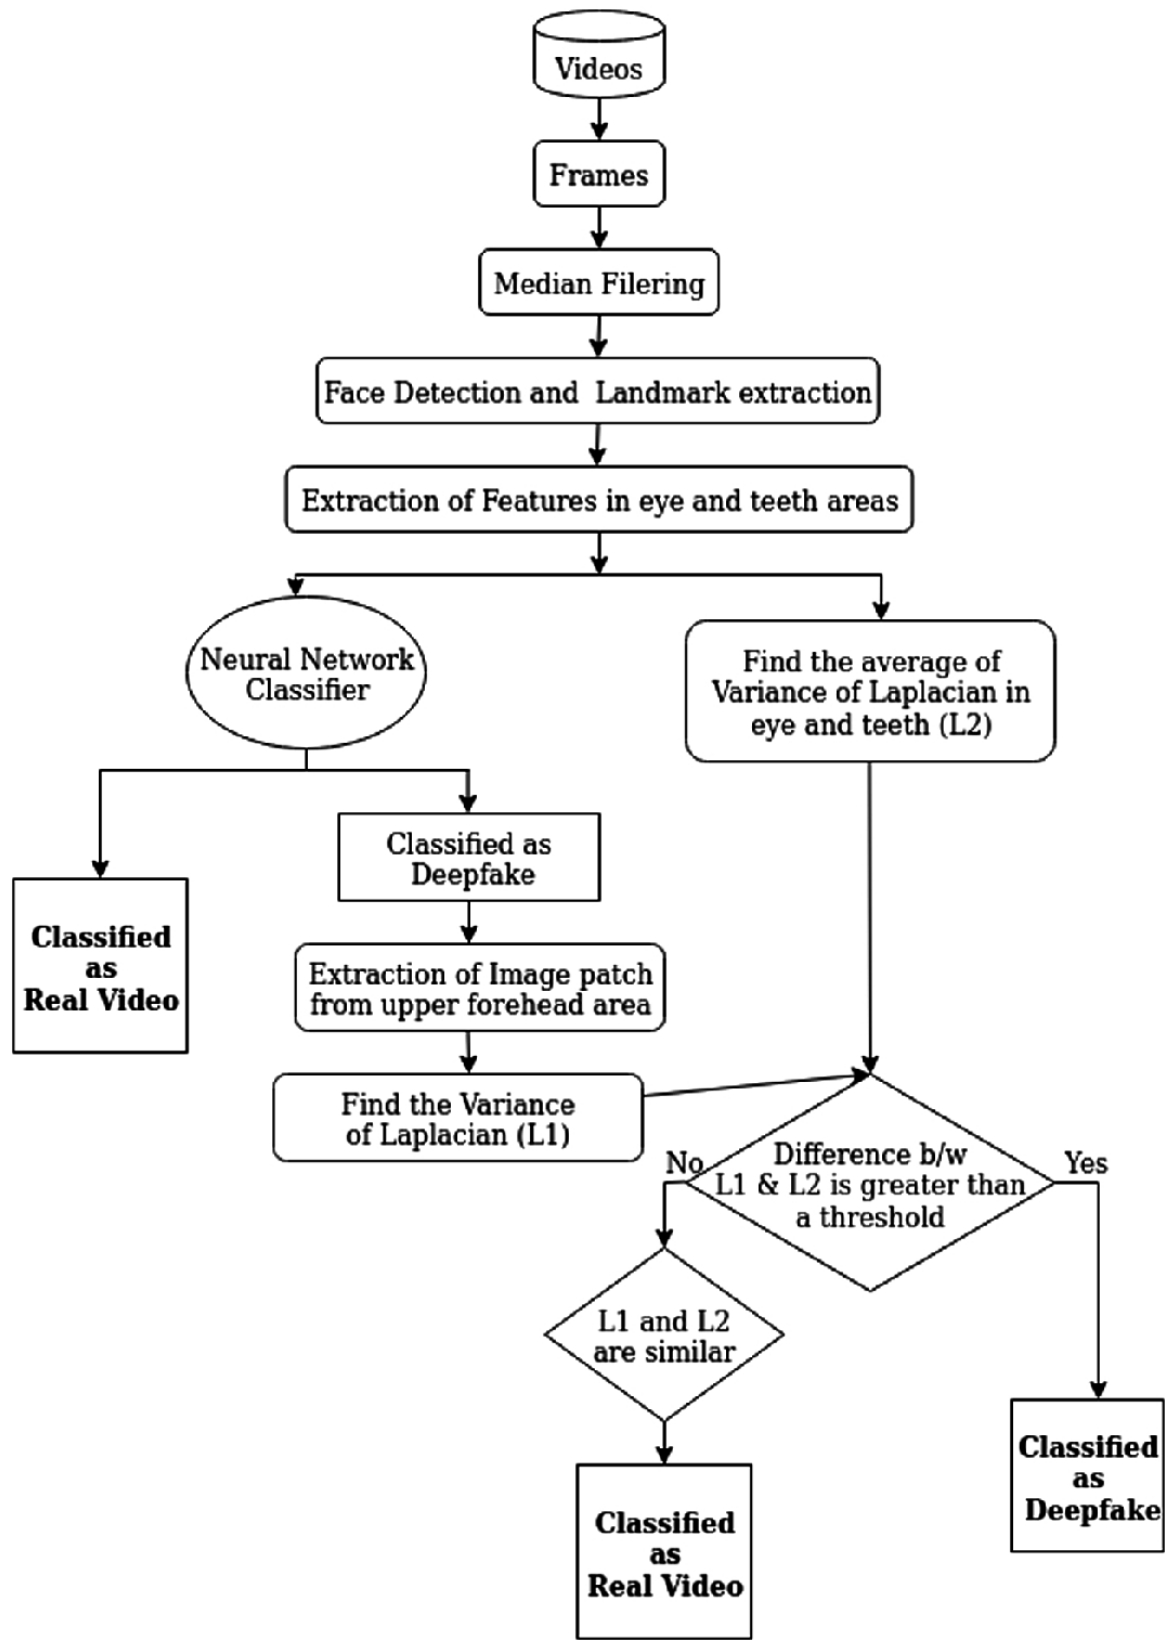 Videos
Frames
Median Filering
Face Detection and Landmark extraction
Extraction of Features in eye and teeth areas
Neural Network
Classifier
Find the average of
Variance of Laplacian in
eye and teeth (L2)
Classified as
Deepfake
Classified
as
Real Video
Extraction of Image patch
from upper forehead area
Find the Variance
of Laplacian (L1)
No
Difference b/w
L1 & L2 is greater than
a threshold
Yes
L1 and L2
are similar
Classified
as
Deepfake
Classified
as
Real Video